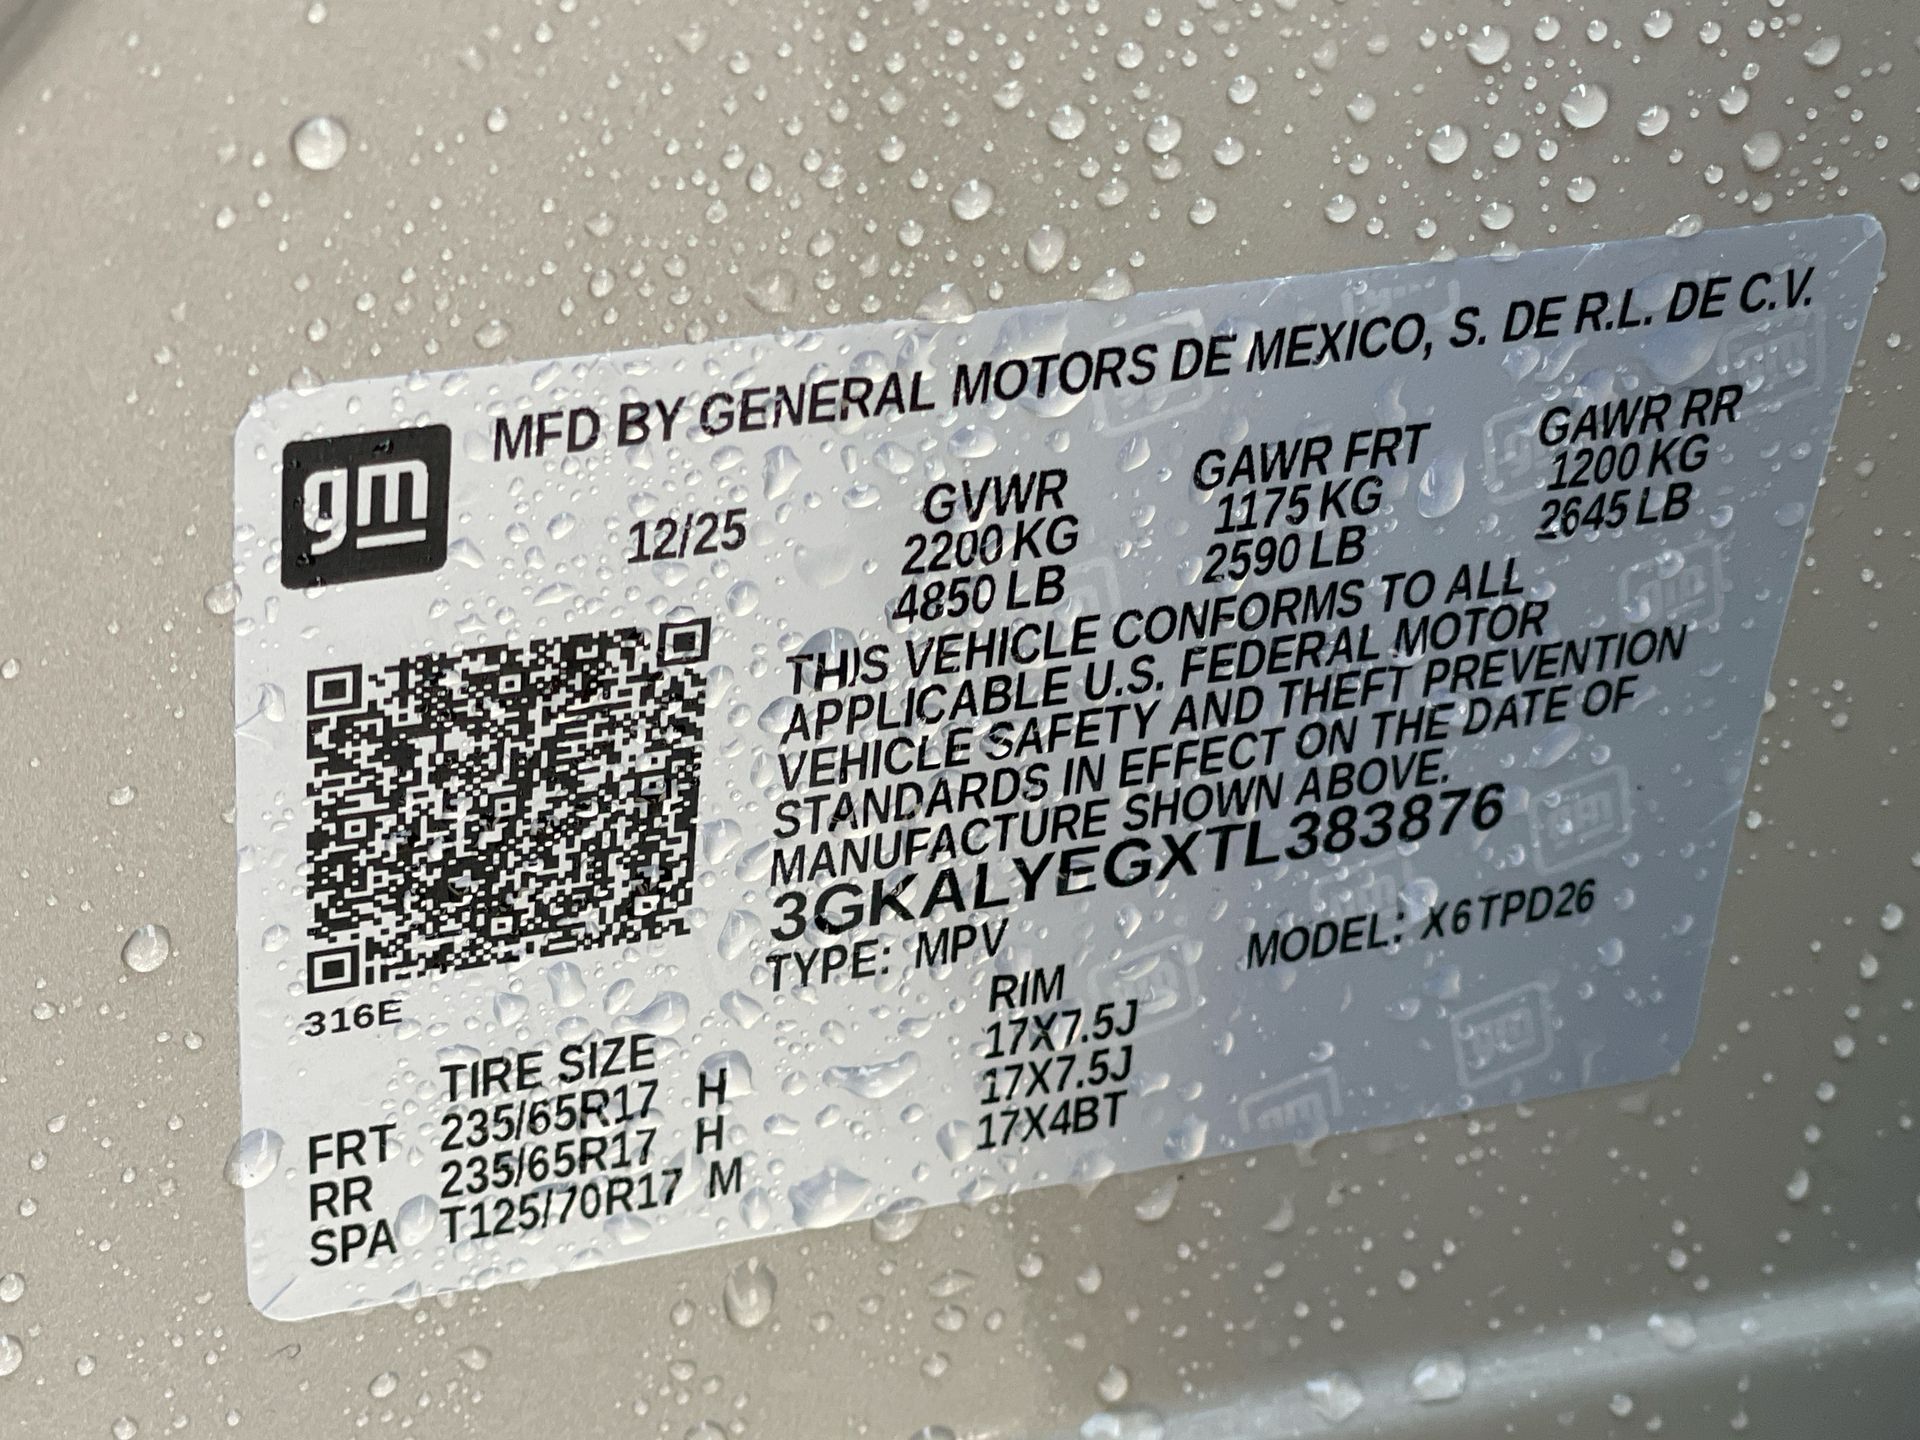 gm
MFD BY GENERAL MOTORS DE MEXICO, S. DE R.L. DE C.V.
12/25
GVWR
2200 KG
4850 LB
GAWR FRT
1175 KG
2590 LB
GAWR RR
1200 KG
2645 LB
THIS VEHICLE CONFORMS TO ALL
APPLICABLE U.S. FEDERAL MOTOR
VEHICLE SAFETY AND THEFT PREVENTION
STANDARDS IN EFFECT ON THE DATE OF
MANUFACTURE SHOWN ABOVE.
3GKALYEGXTL383876
TYPE: MPV MODEL: X6TPD26
316E
TIRE SIZE RIM
FRT 235/65R17 H 17X7.5J
RR 235/65R17 H 17X7.5J
SPA T125/70R17 M 17X4BT